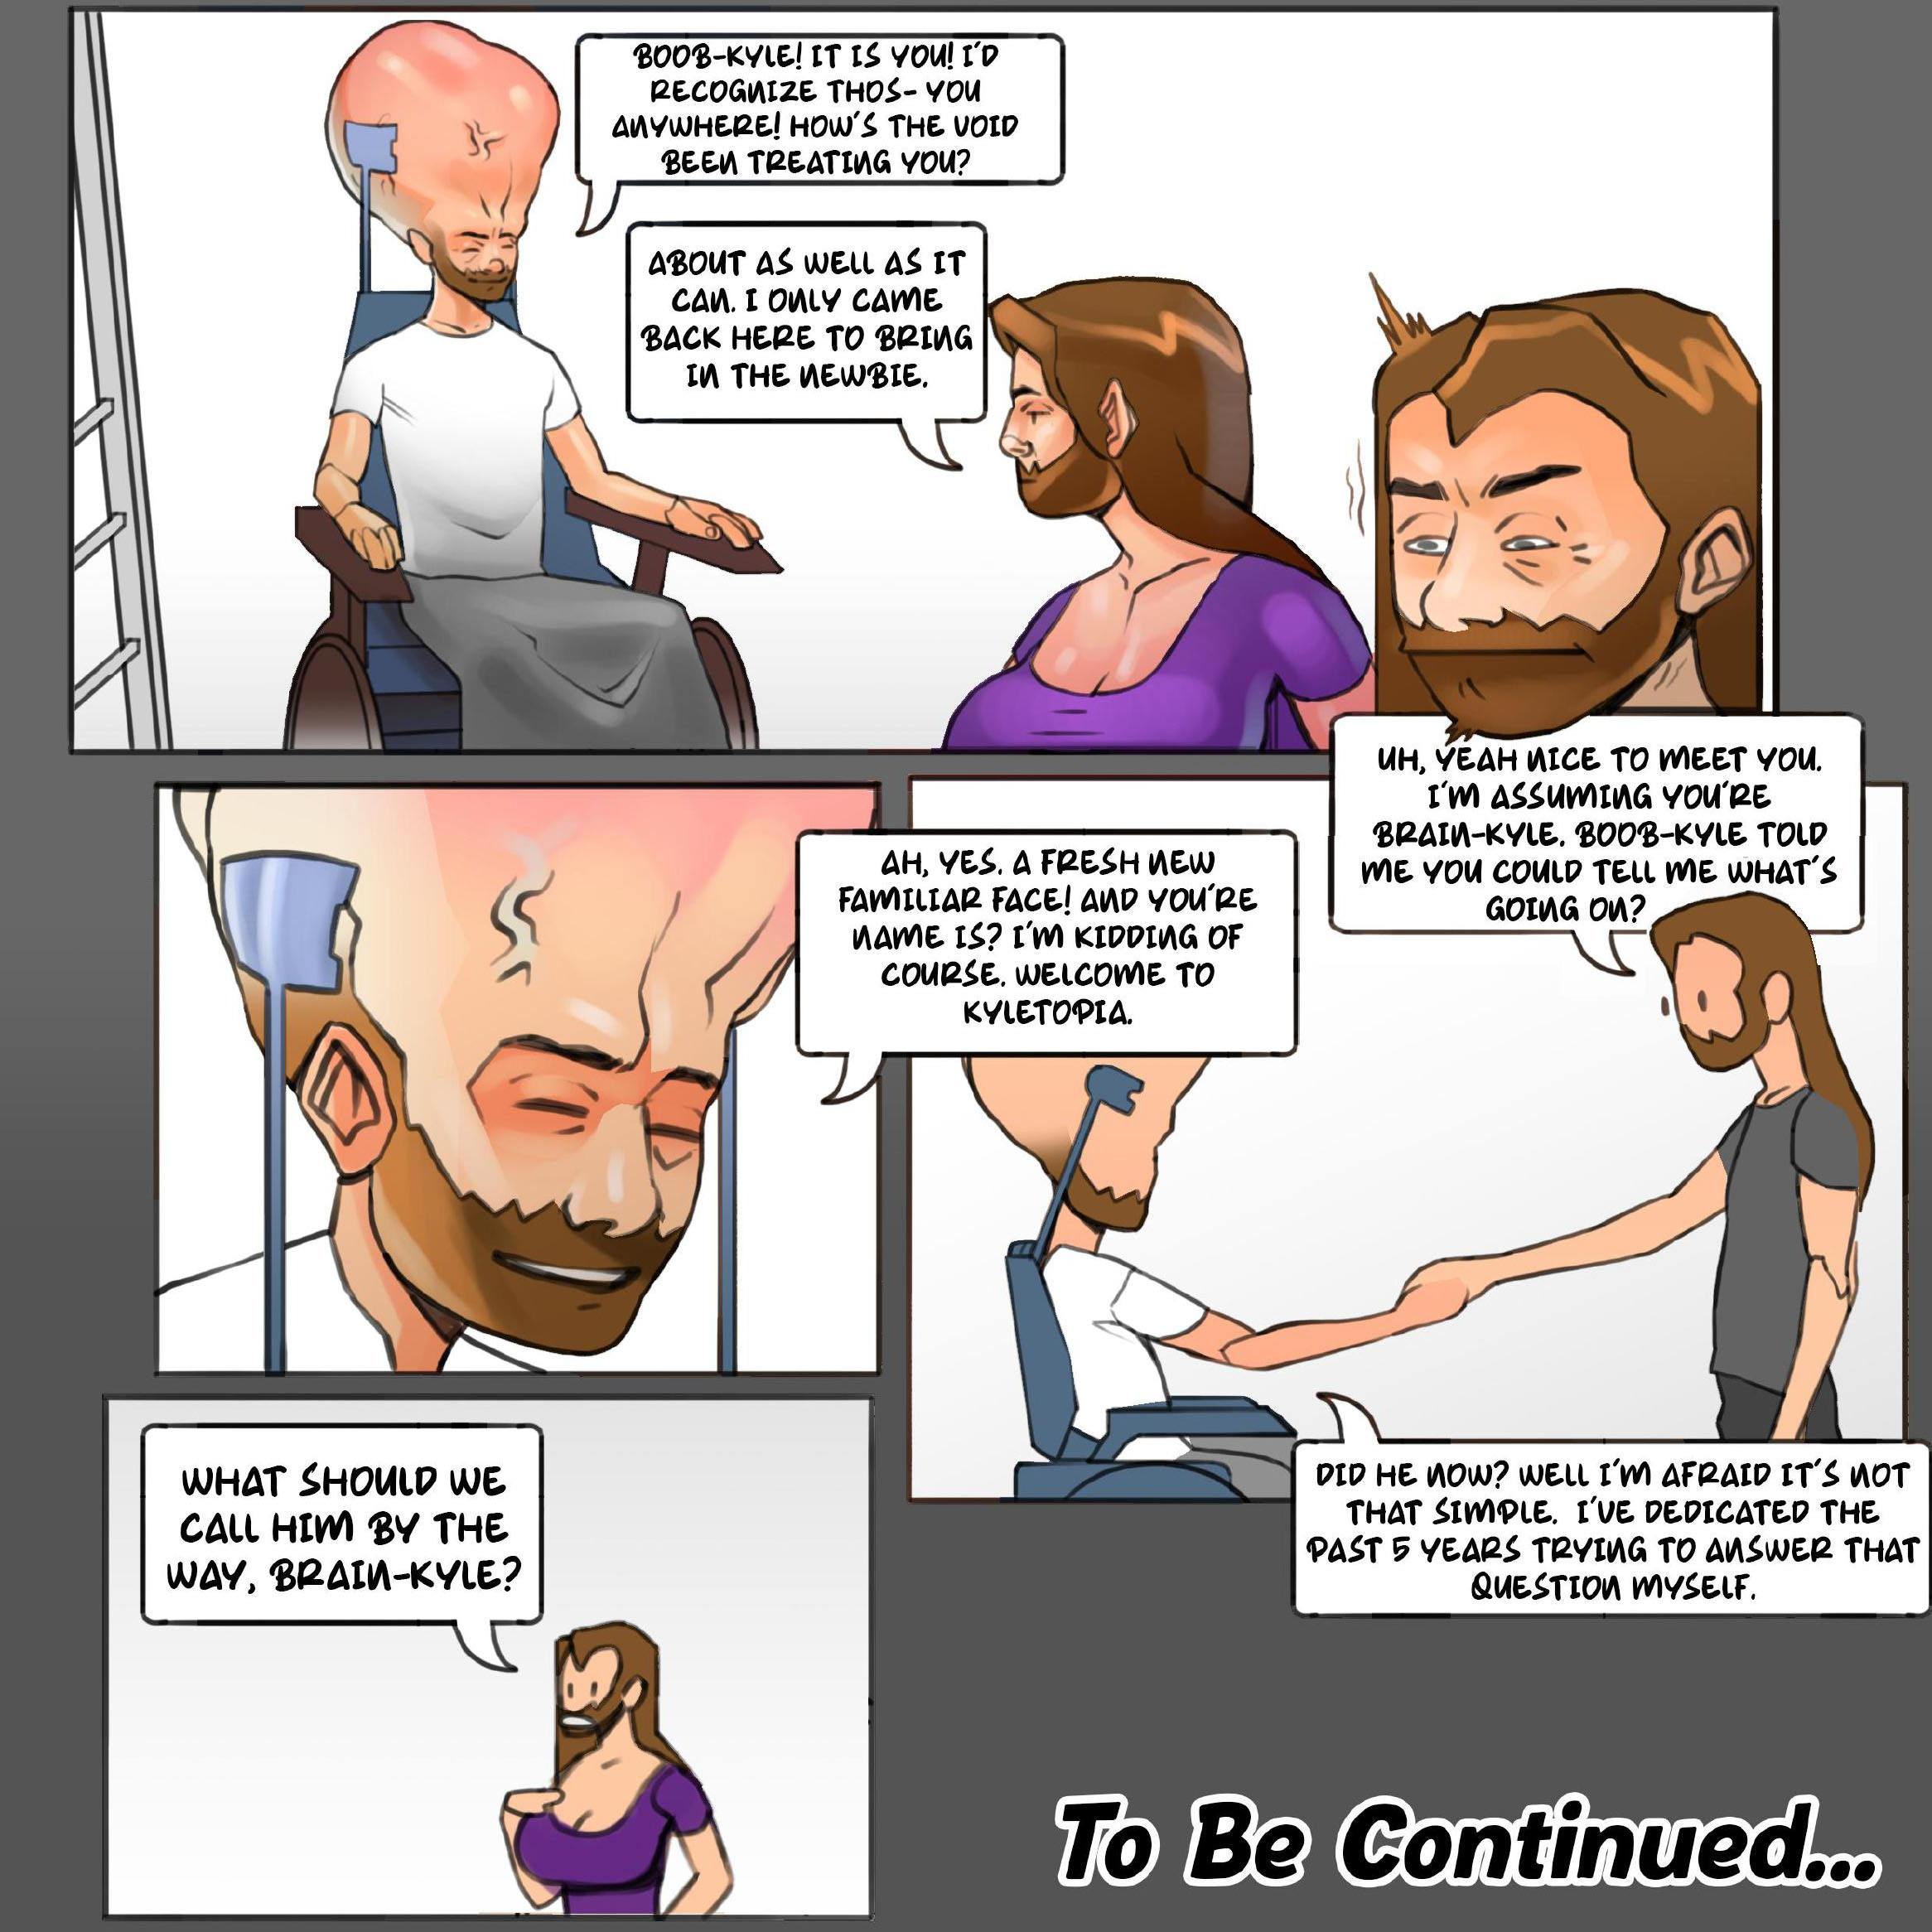 BOOB-KYLE! IT IS YOU! I'D
RECOGNIZE THOS- YOU
ANYWHERE! HOW'S THE VOID
BEEN TREATING YOU?
ABOUT AS WELL AS IT
CAN. I ONLY CAME
BACK HERE TO BRING
IN THE NEWBIE.
AH, YES. A FRESH NEW
FAMILIAR FACE! AND YOU'RE
NAME IS? I'M KIDDING OF
COURSE. WELCOME TO
KYLETOPIA.
UH, YEAH NICE TO MEET YOU.
I'M ASSUMING YOU'RE
BRAIN-KYLE. BOOB-KYLE TOLD
ME YOU COULD TELL ME WHAT'S
GOING ON?
DID HE NOW? WELL I'M AFRAID IT'S NOT
THAT SIMPLE. I'VE DEDICATED THE
PAST 5 YEARS TRYING TO ANSWER THAT
QUESTION MYSELF.
WHAT SHOULD WE
CALL HIM BY THE
WAY, BRAIN-KYLE?
To Be Continued...